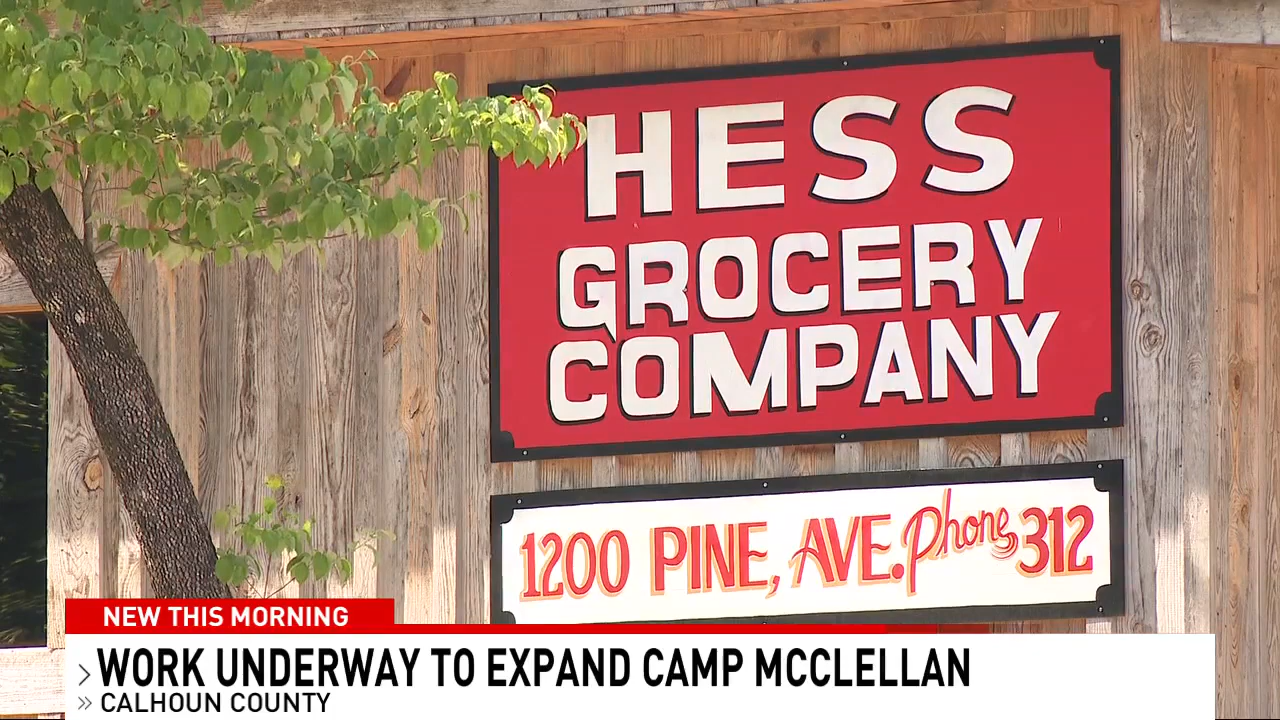 HESS
GROCERY
COMPANY
1200 PINE, AVE. Phone, 312
NEW THIS MORNING
› WORK UNDERWAY TO EXPAND CAMP MCCLELLAN
» CALHOUN COUNTY